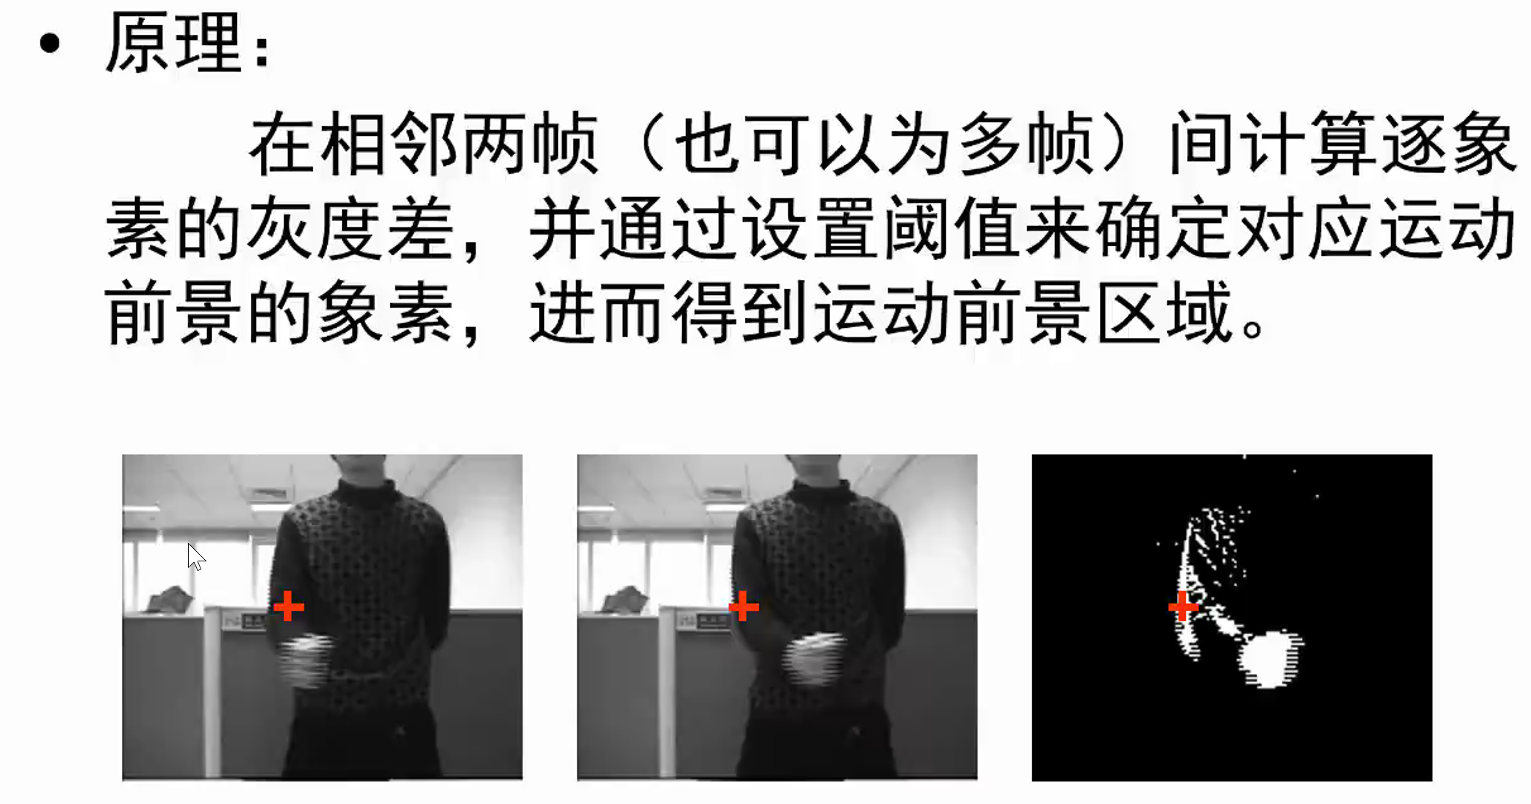 • 原理：
在相邻两帧（也可以为多帧）间计算逐象
素的灰度差，并通过设置阈值来确定对应运动
前景的象素，进而得到运动前景区域。